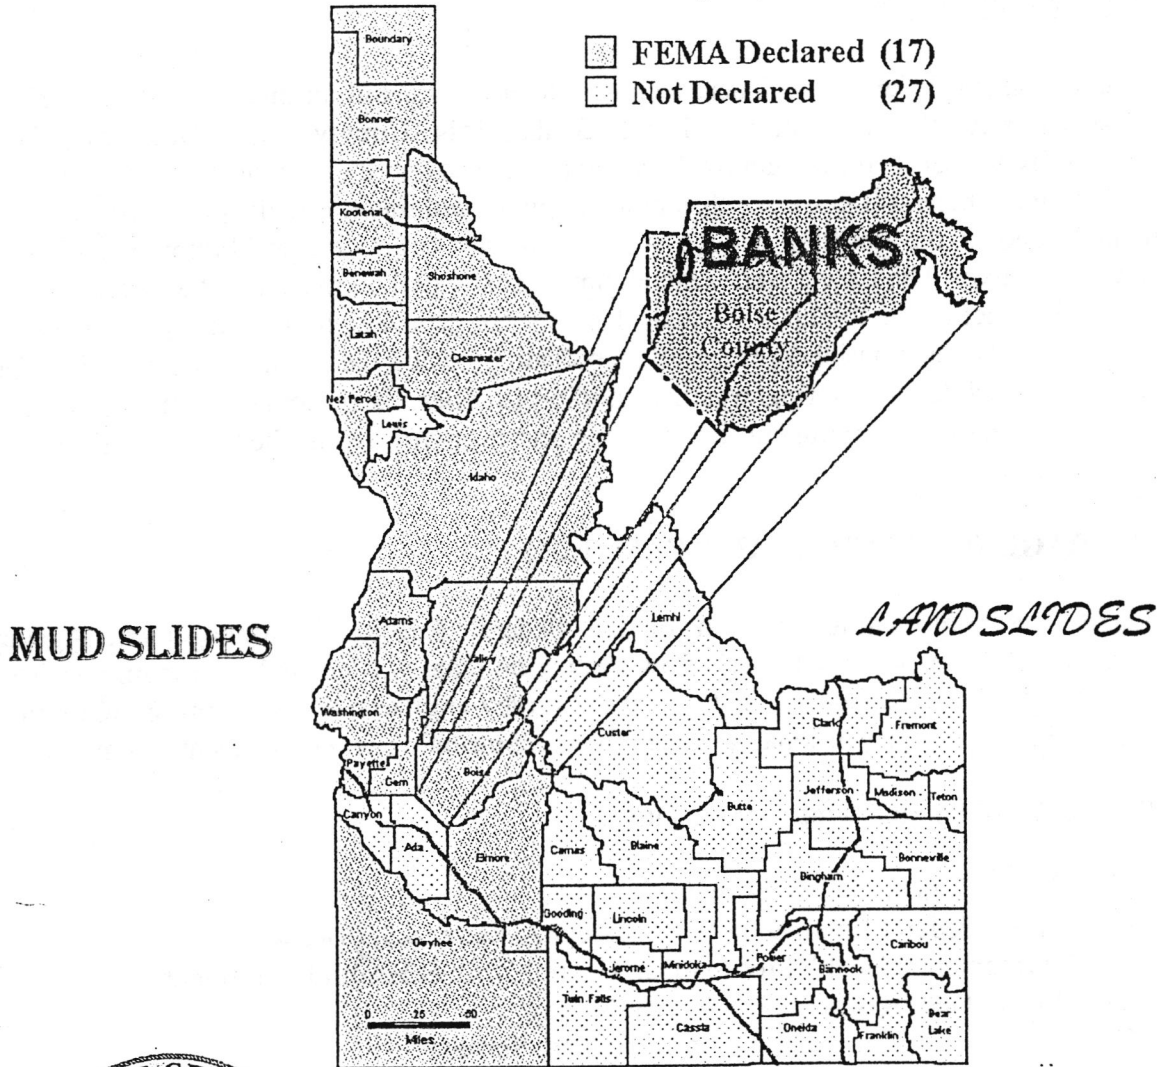 Boundary
FEMA Declared (17)
Not Declared (27)
Bonner
Kootenai
BANKS
Benewah
Shoshone
Boise
County
Latah
Clearwater
Nez Perce
Lewis
Idaho
Adams
Lemhi
LANDSLIDES
MUD SLIDES
Valley
Washington
Custer
Clark
Fremont
Payette
Gem
Boise
Butte
Jefferson
Madison
Teton
Canyon
Ada
Elmore
Camas
Blaine
Bingham
Bonneville
Gooding
Lincoln
Owyhee
Caribou
Jerome
Minidoka
Power
Bannock
Twin Falls
Cassia
Oneida
Franklin
Bear
Lake
0 25 50
Miles